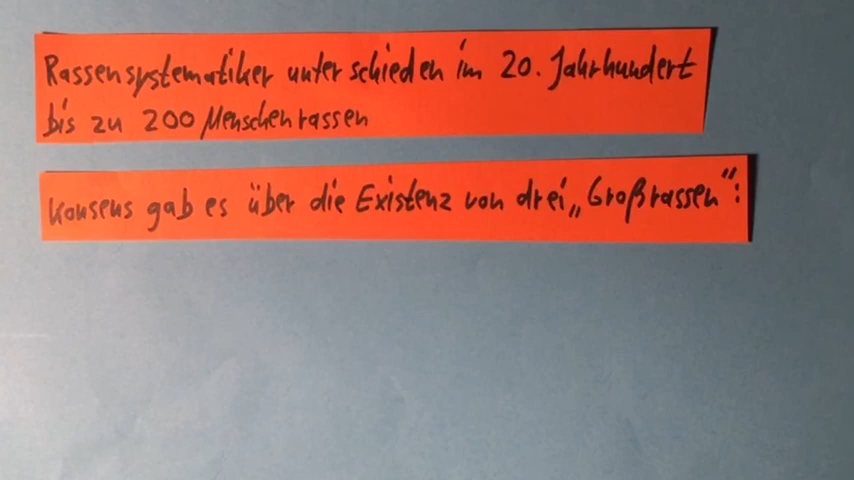 Rassensystematiker unterschieden im 20. Jahrhundert
bis zu 200 Menschenrassen
Konsens gab es über die Existenz von drei „Großrassen":